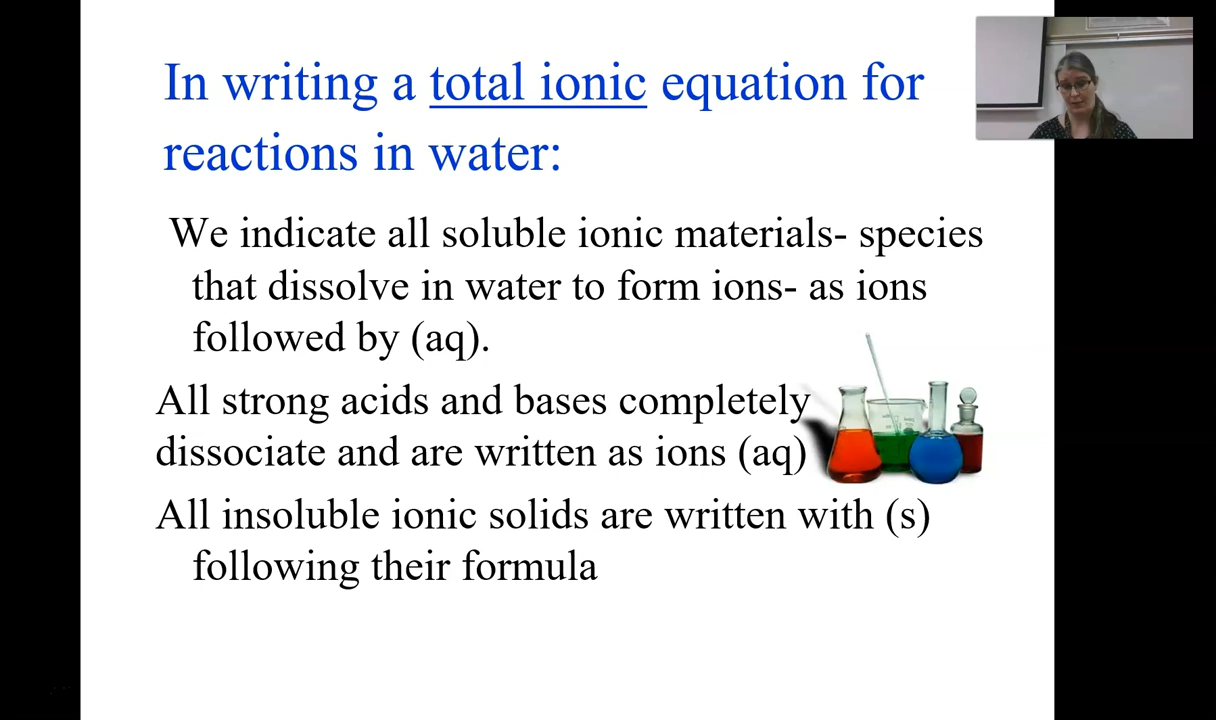 In writing a total ionic equation for
reactions in water:
We indicate all soluble ionic materials- species
that dissolve in water to form ions- as ions
followed by (aq).
All strong acids and bases completely
dissociate and are written as ions (aq)
All insoluble ionic solids are written with (s)
following their formula